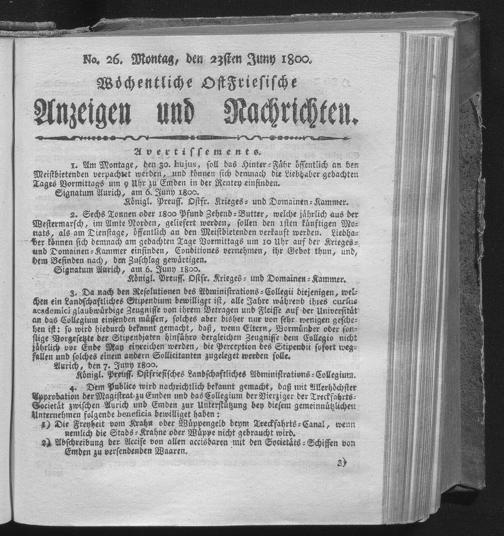 No. 26. Montag, den 23sten Juny 1800.
Wöchentliche OstFriesische
Anzeigen und Nachrichten.
Avertissements.
1. Am Montage, den 30. hujus, soll das Hinter-Fähr öffentlich an den
Meistbietenden verpachtet werden, und können sich demnach die Liebhaber gedachten
Tages Vormittags um 9 Uhr zu Emden in der Rentey einfinden.
Signatum Aurich, am 6. Juny 1800.
Königl. Preuss. Ostfr. Krieges- und Domainen-Kammer.
2. Sechs Tonnen oder 1800 Pfund Zehend-Butter, welche jährlich aus der
Westermarsch, im Amte Norden, geliefert werden, sollen den 1sten künftigen Mo-
nats, als am Dienstage, öffentlich an den Meistbietenden verkauft werden. Liebha-
ber können sich demnach am gedachten Tage Vormittags um 10 Uhr auf der Krieges-
und Domainen-Kammer einfinden, Conditiones vernehmen, ihr Gebot thun, und,
dem Befinden nach, den Zuschlag gewärtigen.
Signatum Aurich, am 6. Juny 1800.
Königl. Preuss. Ostfr. Krieges- und Domainen-Kammer.
3. Da nach den Resolutionen des Administrations-Collegii diejenigen, wel-
chen ein Landschaftliches Stipendium bewilliget ist, alle Jahre während ihres cursus
academici glaubwürdige Zeugnisse von ihrem Betragen und Fleisse auf der Universität
an das Collegium einsenden müssen, solches aber bisher nur von sehr wenigen gesche-
hen ist: so wird hiedurch bekannt gemacht, daß, wenn Eltern, Vormünder oder son-
stige Vorgesetzte der Stipendiaten hinführo dergleichen Zeugnisse dem Collegio nicht
jährlich vor Ende May einreichen werden, die Perception des Stipendii sofort weg-
fallen und solches einem andern Sollicitanten zugeleget werden solle.
Aurich, den 7. Juny 1800.
Königl. Preuss. Ostfriesisches Landschaftliches Administrations-Collegium.
4. Dem Publico wird nachrichtlich bekannt gemacht, daß mit Allerhöchster
Approbation der Magistrat zu Emden und das Collegium der Vierziger der Treckfahrts-
Societät zwischen Aurich und Emden zur Unterstützung bey diesem gemeinnützlichen
Unternehmen folgende beneficia bewilliget haben:
1) Die Freyheit vom Krahn oder Wüppengeld beym Treckfahrts-Canal, wenn
nemlich die Stads-Krahne oder Wüppe nicht gebraucht wird.
2) Abschreibung der Accise von allen accisbaren mit den Societäts-Schiffen von
Emden zu versendenden Waaren.
3)